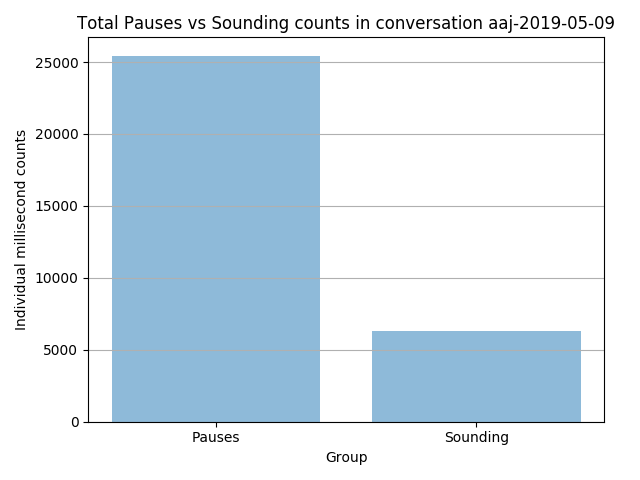 Total Pauses vs Sounding counts in conversation aaj-2019-05-09
25000
20000
15000
10000
5000
0
Individual millisecond counts
Pauses
Sounding
Group